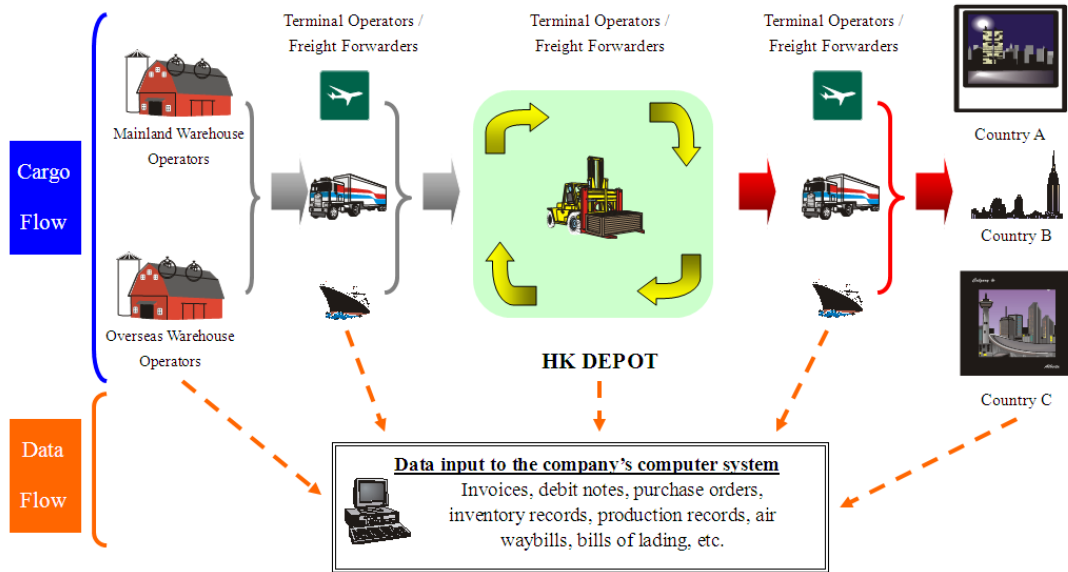 Cargo
Flow
Mainland Warehouse
Operators
Overseas Warehouse
Operators
Terminal Operators /
Freight Forwarders
Terminal Operators /
Freight Forwarders
HK DEPOT
Terminal Operators /
Freight Forwarders
Country A
Country B
Calgary
Alberta
Country C
Data
Flow
Data input to the company’s computer system
Invoices, debit notes, purchase orders,
inventory records, production records, air
waybills, bills of lading, etc.